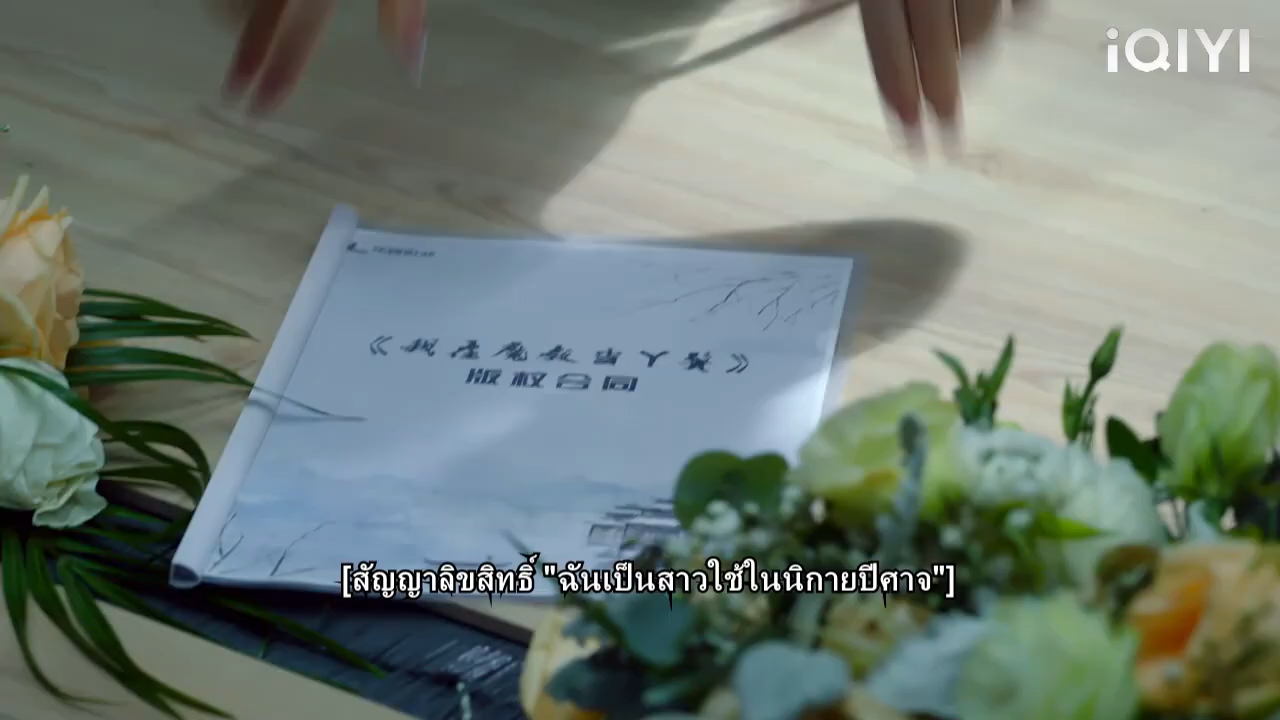 iQIYI
《我在魔教当丫鬟》
版权合同
[สัญญาลิขสิทธิ์ "ฉันเป็นสาวใช้ในนิกายปีศาจ"]